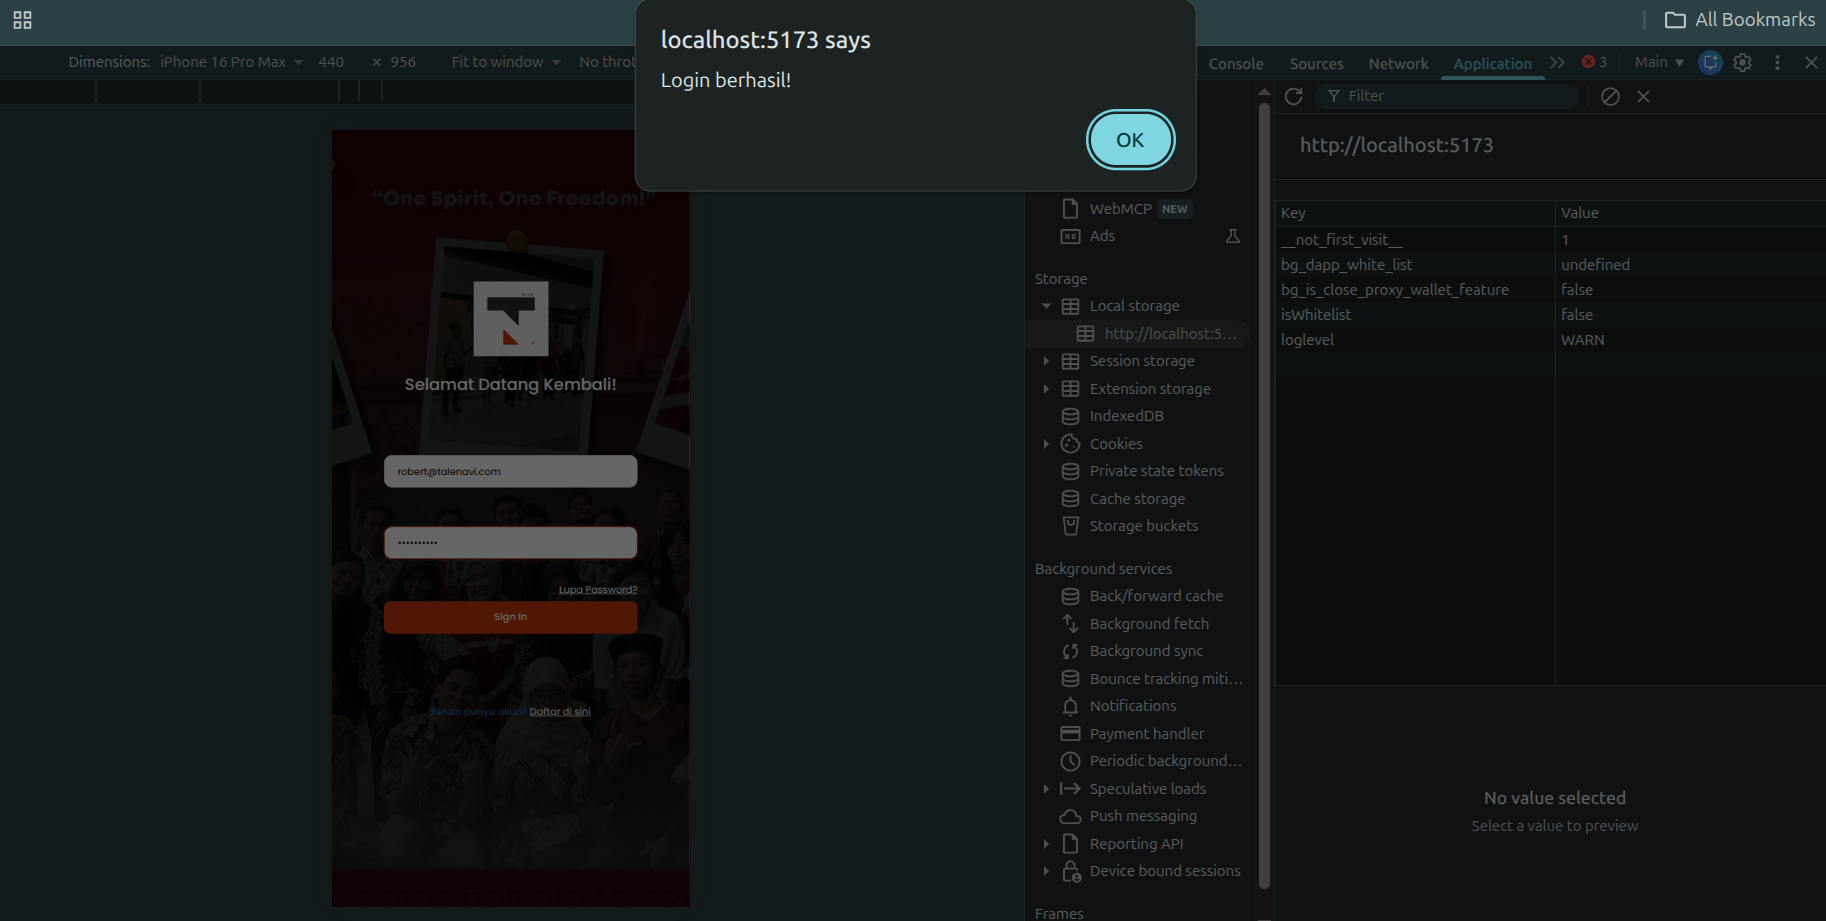 All Bookmarks
localhost:5173 says
Login berhasil!
OK
Dimensions: iPhone 16 Pro Max 440 × 956 Fit to window No throt
Console Sources Network Application 3 Main
Filter
http://localhost:5173
Key Value
__not_first_visit__ 1
bg_dapp_white_list undefined
bg_is_close_proxy_wallet_feature false
isWhitelist false
loglevel WARN
No value selected
Select a value to preview
WebMCP NEW
Ads
Storage
Local storage
http://localhost:5...
Session storage
Extension storage
IndexedDB
Cookies
Private state tokens
Cache storage
Storage buckets
Background services
Back/forward cache
Background fetch
Background sync
Bounce tracking miti...
Notifications
Payment handler
Periodic background...
Speculative loads
Push messaging
Reporting API
Device bound sessions
Frames
“One Spirit, One Freedom!”
Selamat Datang Kembali!
robert@talenavi.com
••••••••••
Lupa Password?
Sign In
Belum punya akun? Daftar di sini